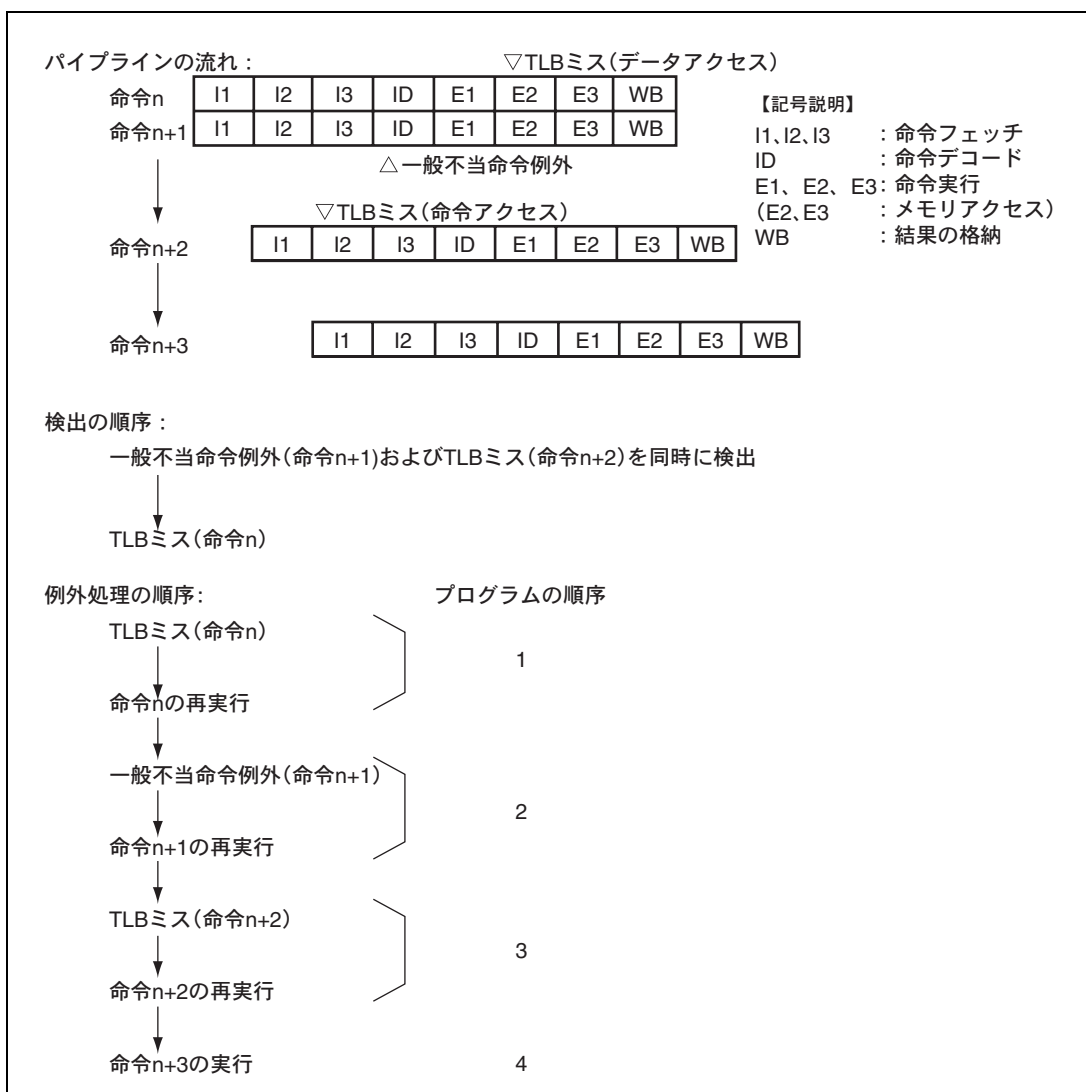 パイプラインの流れ：
▽TLBミス（データアクセス）
命令n I1 I2 I3 ID E1 E2 E3 WB
命令n+1 I1 I2 I3 ID E1 E2 E3 WB
△一般不当命令例外
▽TLBミス（命令アクセス）
命令n+2 I1 I2 I3 ID E1 E2 E3 WB
命令n+3 I1 I2 I3 ID E1 E2 E3 WB
【記号説明】
I1、I2、I3 ：命令フェッチ
ID ：命令デコード
E1、E2、E3：命令実行
（E2、E3 ：メモリアクセス）
WB ：結果の格納
検出の順序：
一般不当命令例外（命令n+1)およびTLBミス（命令n+2）を同時に検出
TLBミス（命令n）
例外処理の順序: プログラムの順序
TLBミス（命令n）
1
命令nの再実行
一般不当命令例外（命令n+1）
2
命令n+1の再実行
TLBミス（命令n+2）
3
命令n+2の再実行
命令n+3の実行 4